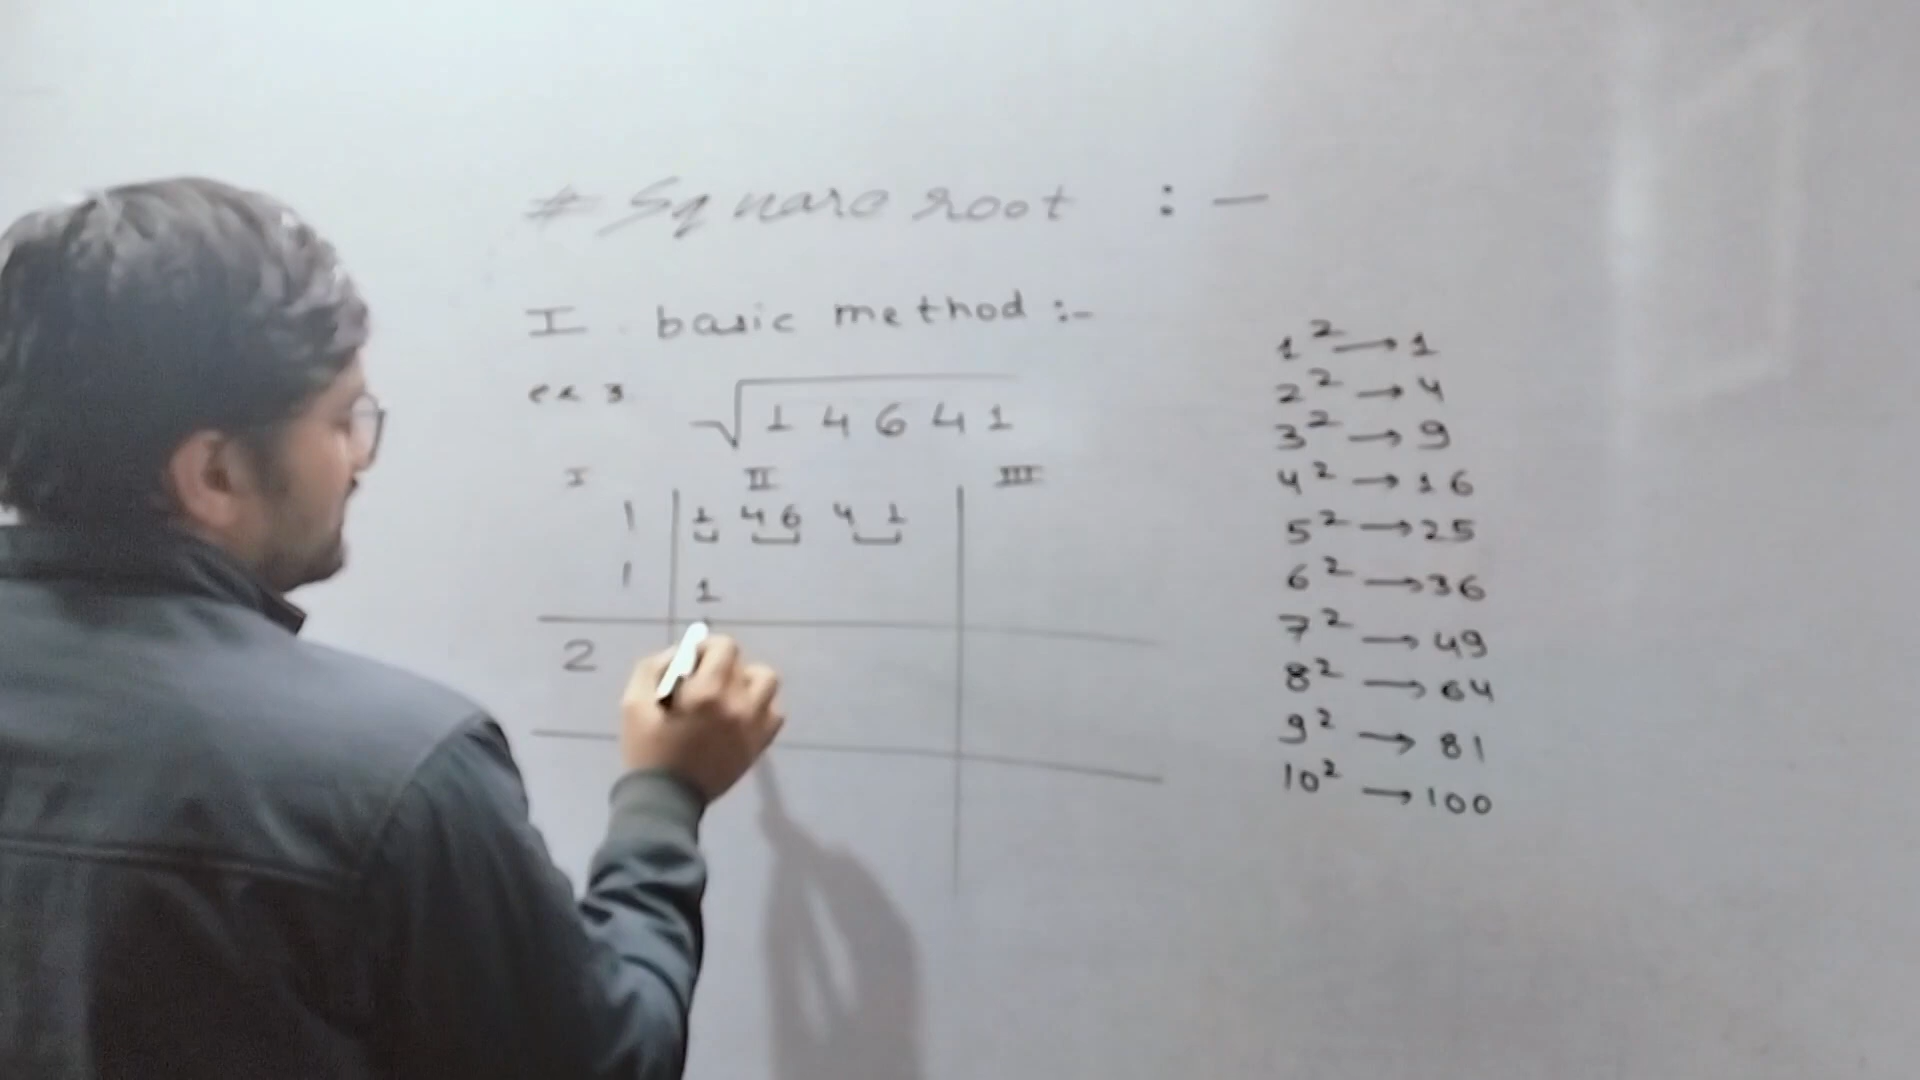 # Square root :-
I basic method :-
ex 3 √14641
I II III
1 1 46 41
1 1
2
1² → 1
2² → 4
3² → 9
4² → 16
5² → 25
6² → 36
7² → 49
8² → 64
9² → 81
10² → 100